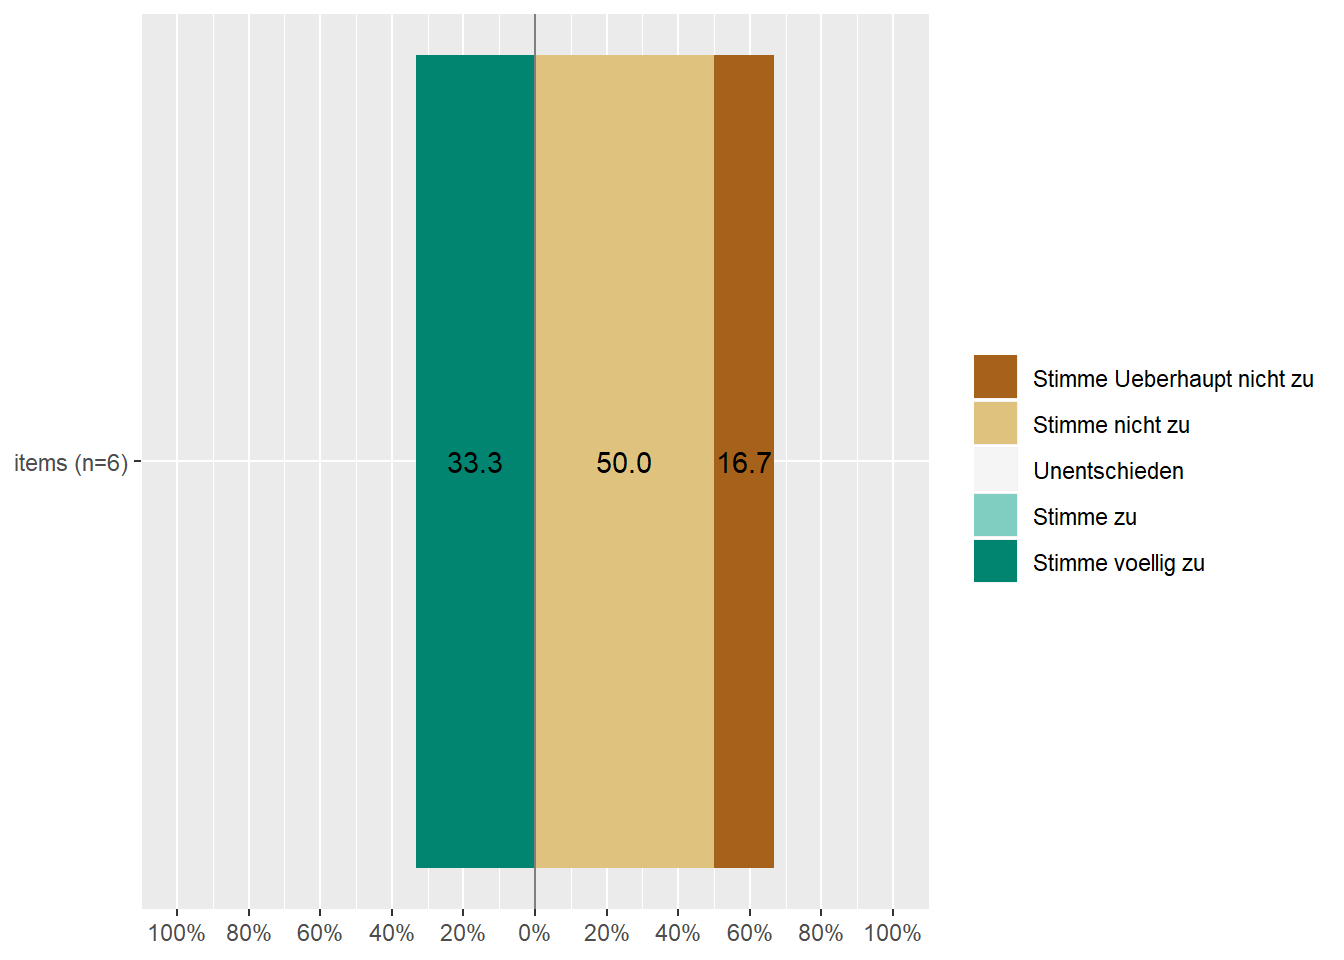 items (n=6)
33.3
50.0
16.7
100%
80%
60%
40%
20%
0%
20%
40%
60%
80%
100%
Stimme Ueberhaupt nicht zu
Stimme nicht zu
Unentschieden
Stimme zu
Stimme voellig zu